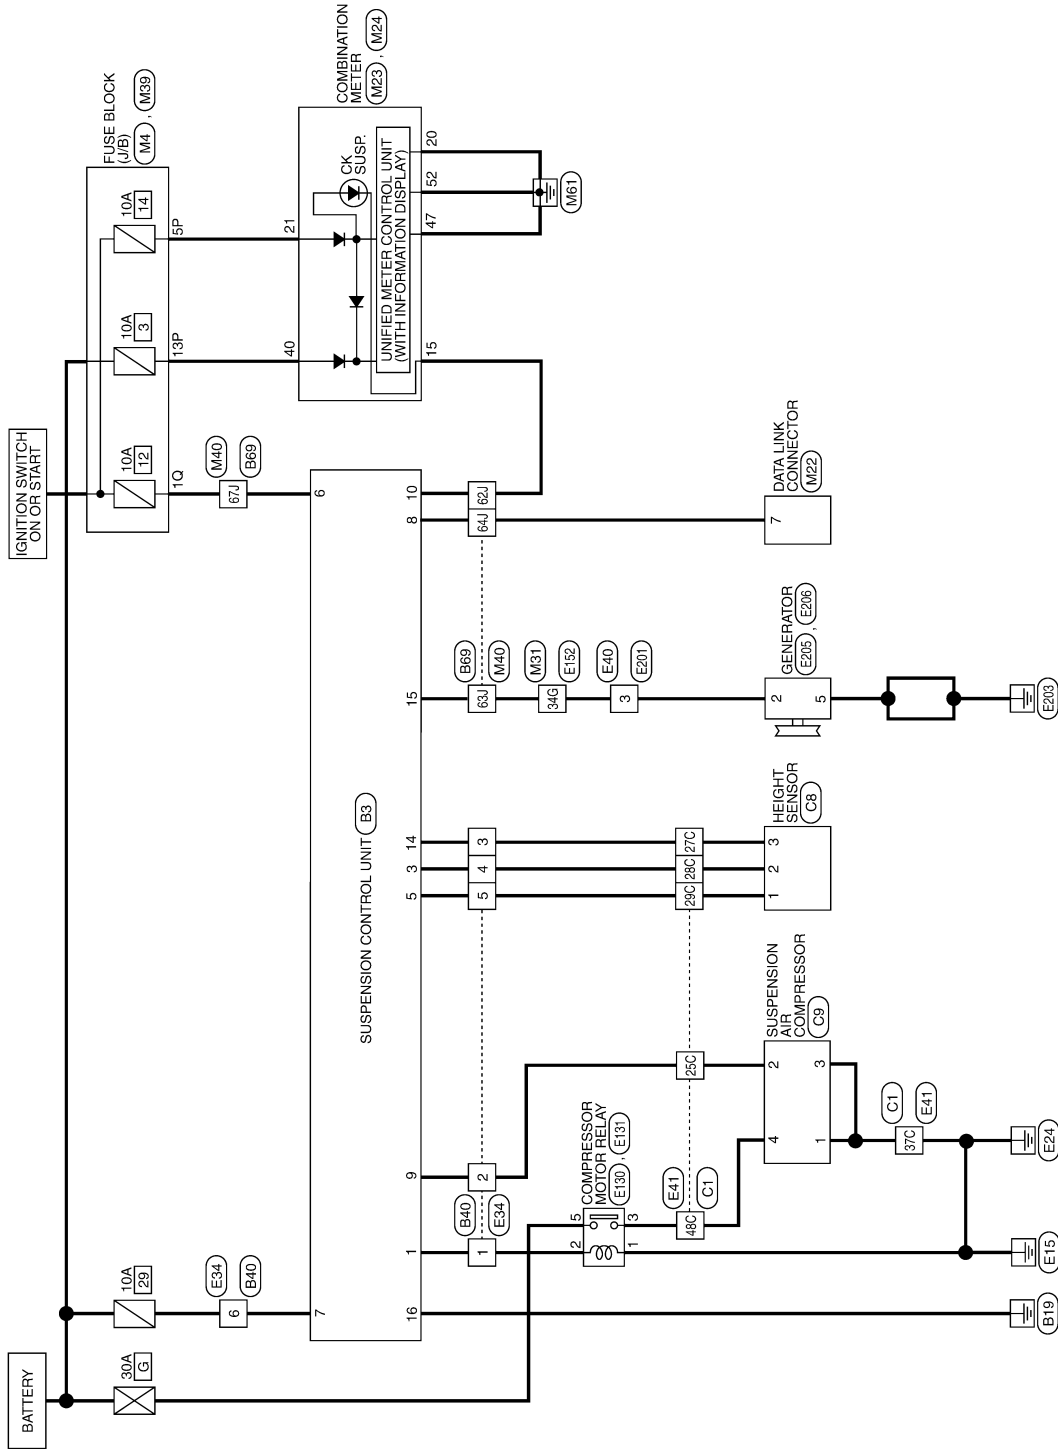 BATTERY
IGNITION SWITCH
ON OR START
FUSE BLOCK
(J/B)
M4 , M39
30A
G
10A
29
10A
12
10A
3
10A
14
1Q
13P
5P
E34
6
B40
M40
67J
B69
COMBINATION
METER
M23 , M24
40
21
CK
SUSP.
UNIFIED METER CONTROL UNIT
(WITH INFORMATION DISPLAY)
15
47
52
20
M61
7
6
SUSPENSION CONTROL UNIT
B3
16
1
9
5
3
14
15
8
10
B40
1
E34
2
5
4
3
B69
63J
M40
64J
62J
M31
34G
E152
E40
3
E201
COMPRESSOR
MOTOR RELAY
E130 , E131
2
5
1
3
E41
48C
C1
25C
29C
28C
27C
SUSPENSION
AIR
COMPRESSOR
C9
4
2
1
3
HEIGHT
SENSOR
C8
1
2
3
GENERATOR
E205 , E206
2
5
DATA LINK
CONNECTOR
M22
7
C1
37C
E41
B19
E15
E24
E203